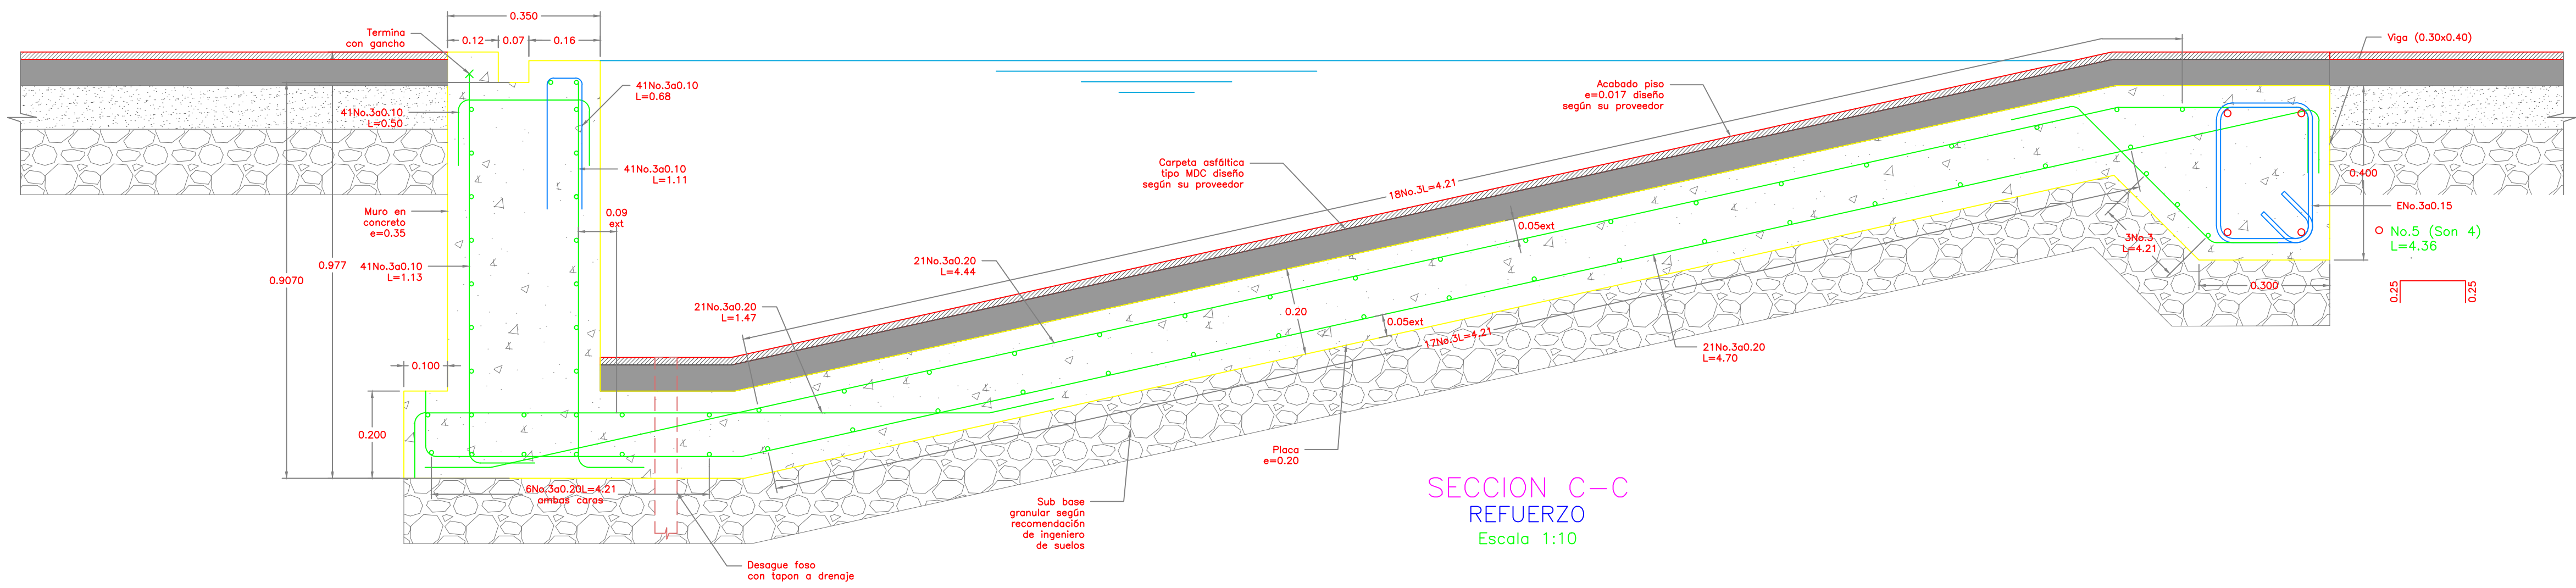 0.350
0.12
0.07
0.16
Termina
con gancho
41No.3a0.10
L=0.68
41No.3a0.10
L=0.50
41No.3a0.10
L=1.11
Muro en
concreto
e=0.35
0.09
ext
41No.3a0.10
L=1.13
0.977
0.9070
0.100
0.200
21No.3a0.20
L=1.47
21No.3a0.20
L=4.44
6No.3a0.20L=4.21
ambas caras
Desague foso
con tapon a drenaje
Sub base
granular según
recomendación
de ingeniero
de suelos
Placa
e=0.20
0.20
0.05ext
17No.3L=4.21
18No.3L=4.21
0.05ext
Carpeta asfáltica
tipo MDC diseño
según su proveedor
Acabado piso
e=0.017 diseño
según su proveedor
21No.3a0.20
L=4.70
3No.3
L=4.21
Viga (0.30x0.40)
0.400
ENo.3a0.15
No.5 (Son 4)
L=4.36
0.25
0.25
0.300
SECCION C-C
REFUERZO
Escala 1:10